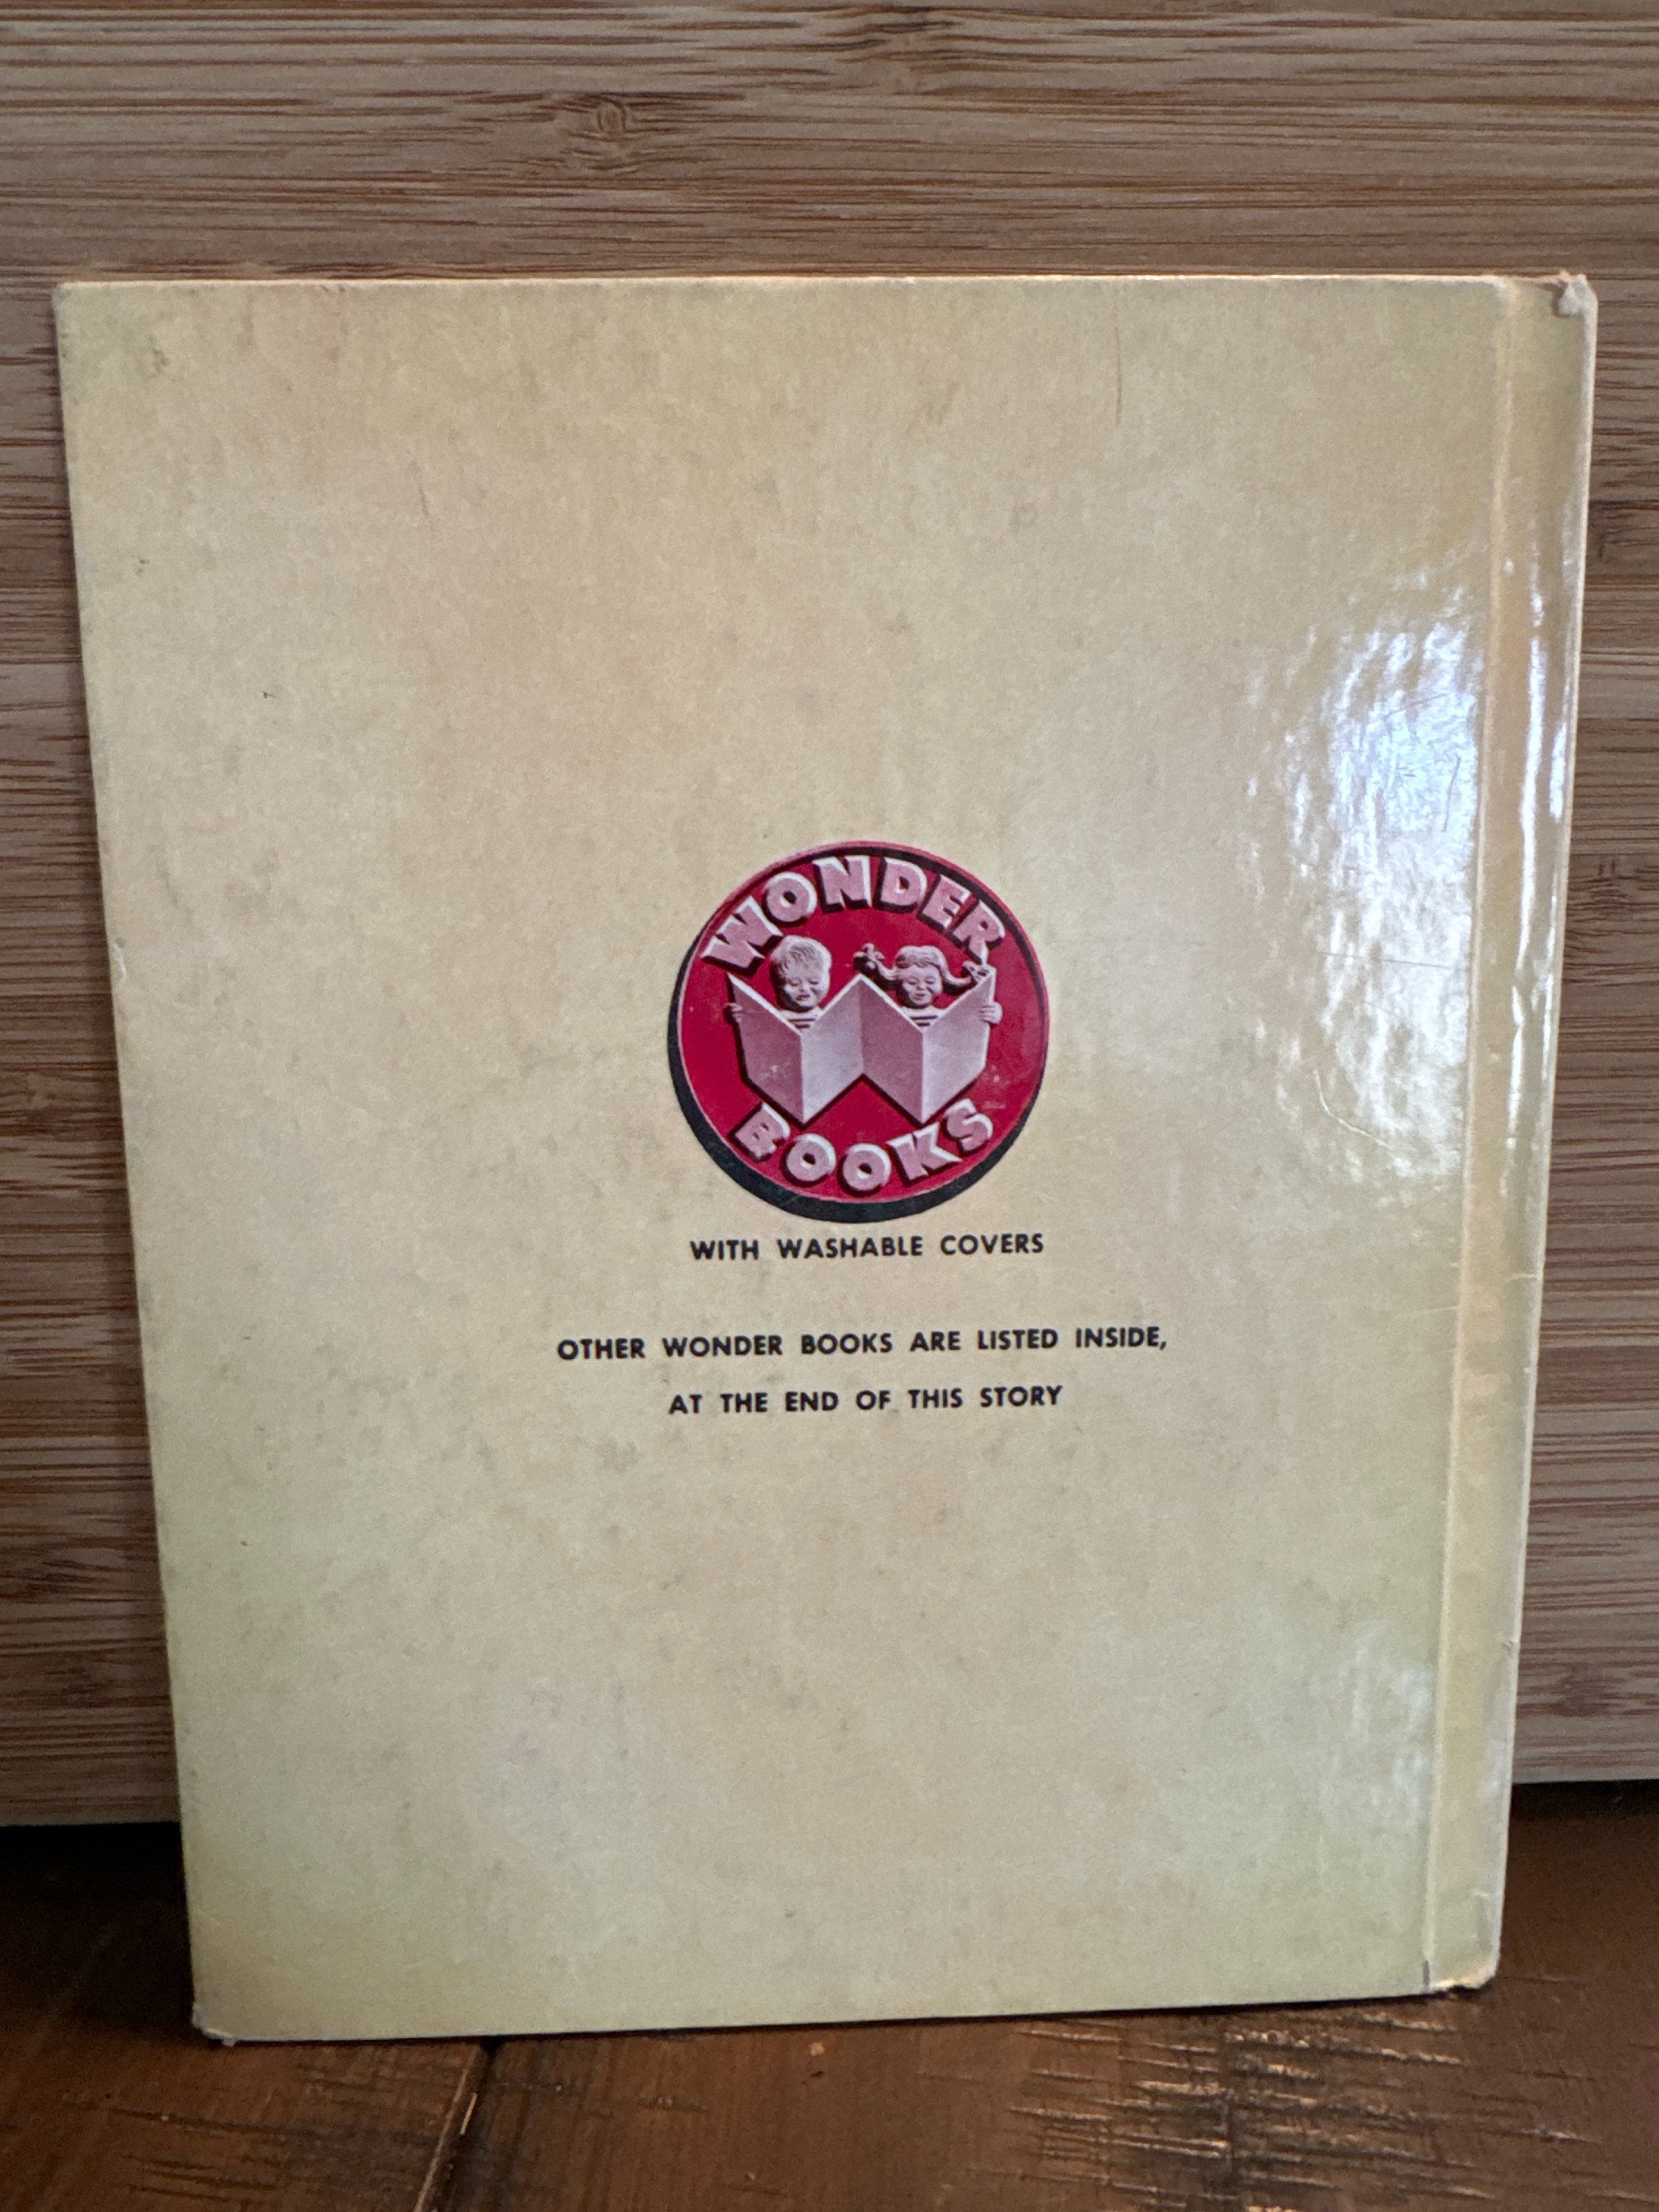 WONDER
BOOKS
WITH WASHABLE COVERS
OTHER WONDER BOOKS ARE LISTED INSIDE,
AT THE END OF THIS STORY